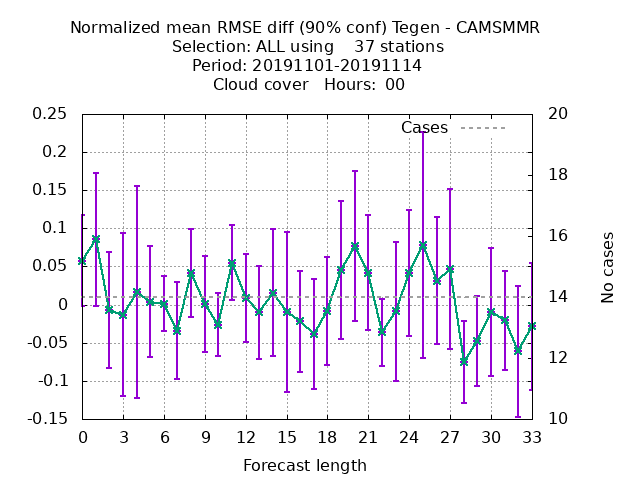 Normalized mean RMSE diff (90% conf) Tegen - CAMSMMR
Selection: ALL using    37 stations
Period: 20191101-20191114
Cloud cover   Hours:  00
Cases
0.25
0.2
0.15
0.1
0.05
0
-0.05
-0.1
-0.15
20
18
16
14
12
10
No cases
0 3 6 9 12 15 18 21 24 27 30 33
Forecast length